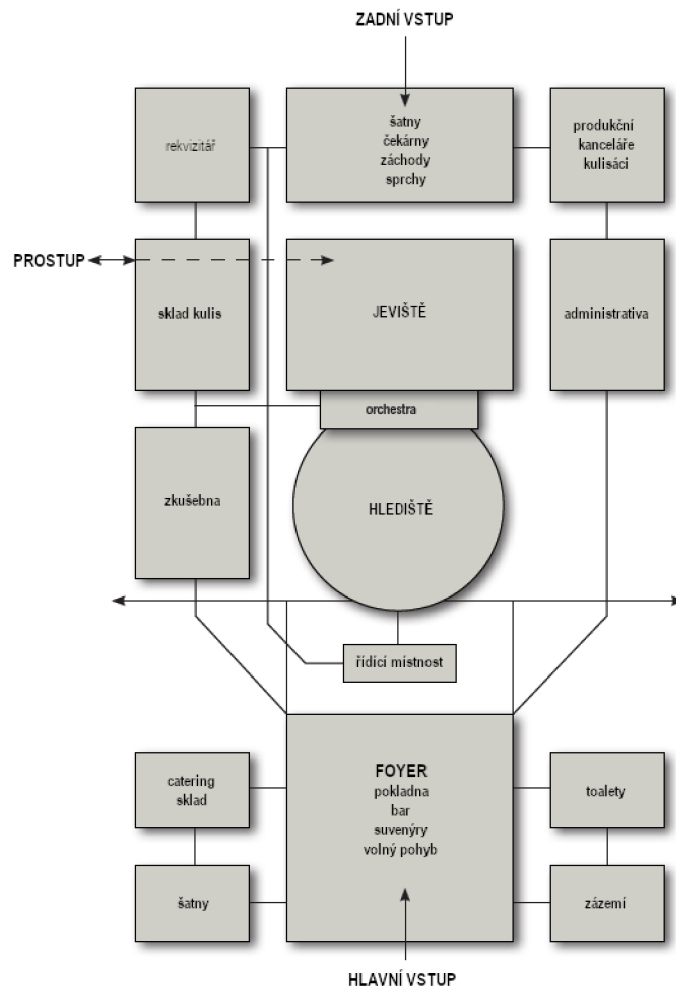 ZADNÍ VSTUP
rekvizitář
šatny
čekárny
záchody
sprchy
produkční
kanceláře
kulisáci
PROSTUP
sklad kulis
JEVIŠTĚ
administrativa
orchestra
zkušebna
HLEDIŠTĚ
řídící místnost
catering
sklad
FOYER
pokladna
bar
suvenýry
volný pohyb
toalety
šatny
zázemí
HLAVNÍ VSTUP